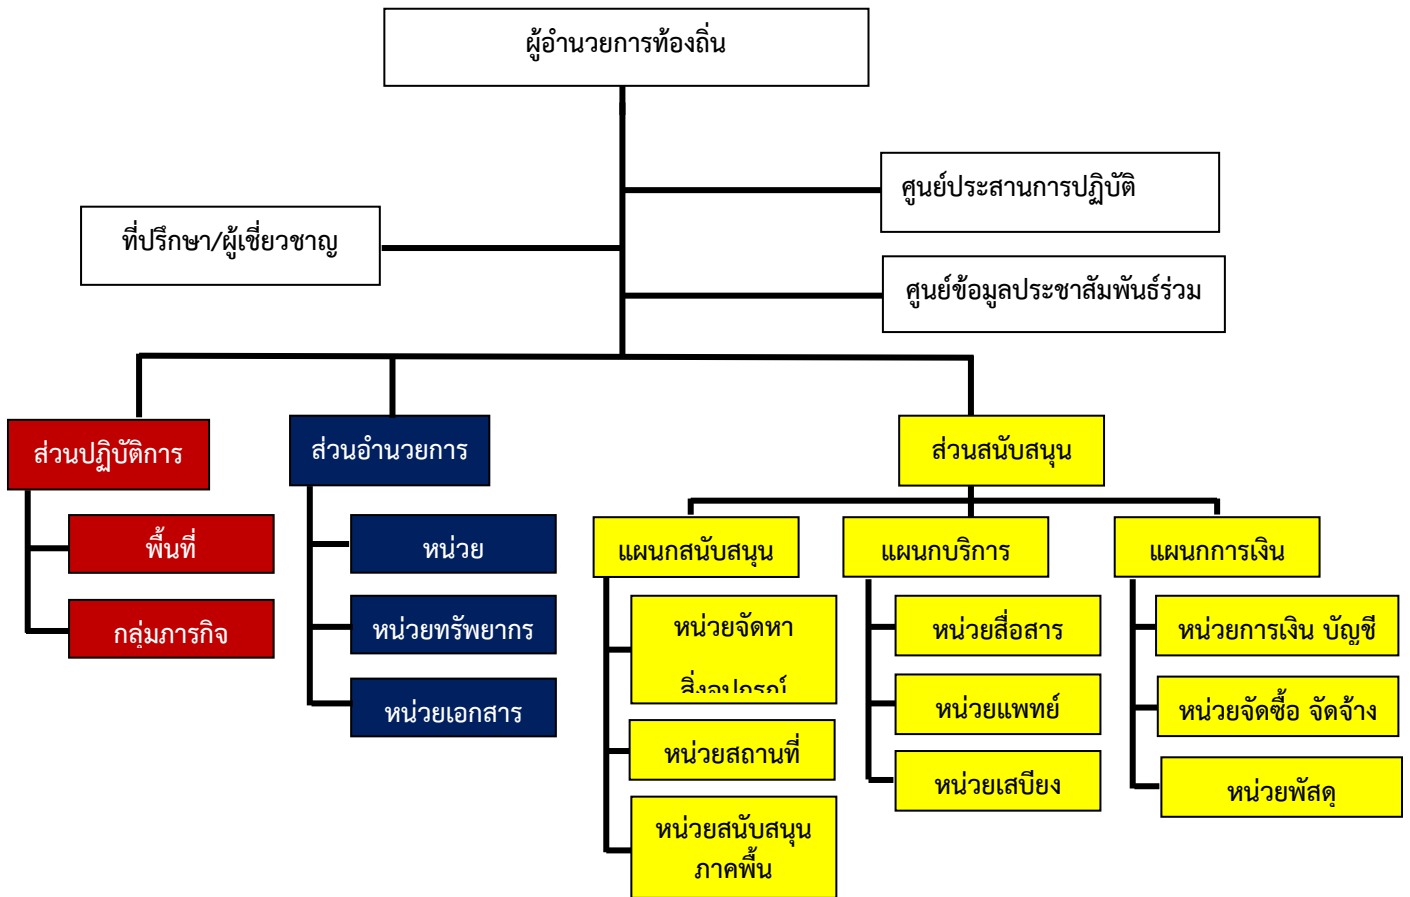 ผู้อำนวยการท้องถิ่น
ศูนย์ประสานการปฏิบัติ
ที่ปรึกษา/ผู้เชี่ยวชาญ
ศูนย์ข้อมูลประชาสัมพันธ์ร่วม
ส่วนปฏิบัติการ
พื้นที่
กลุ่มภารกิจ
ส่วนอำนวยการ
หน่วย
หน่วยทรัพยากร
หน่วยเอกสาร
ส่วนสนับสนุน
แผนกสนับสนุน
หน่วยจัดหา
สิ่งอุปกรณ์
หน่วยสถานที่
หน่วยสนับสนุน
ภาคพื้น
แผนกบริการ
หน่วยสื่อสาร
หน่วยแพทย์
หน่วยเสบียง
แผนกการเงิน
หน่วยการเงิน บัญชี
หน่วยจัดซื้อ จัดจ้าง
หน่วยพัสดุ